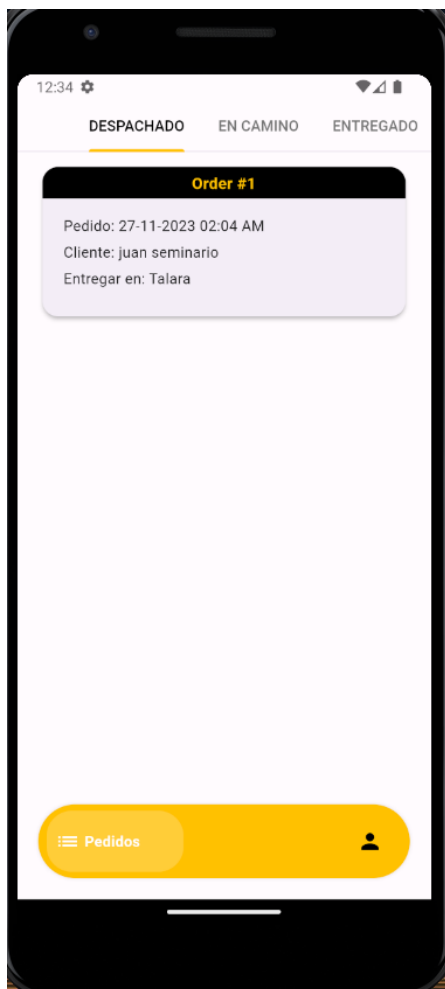 12:34
DESPACHADO EN CAMINO ENTREGADO
Order #1
Pedido: 27-11-2023 02:04 AM
Cliente: juan seminario
Entregar en: Talara
Pedidos